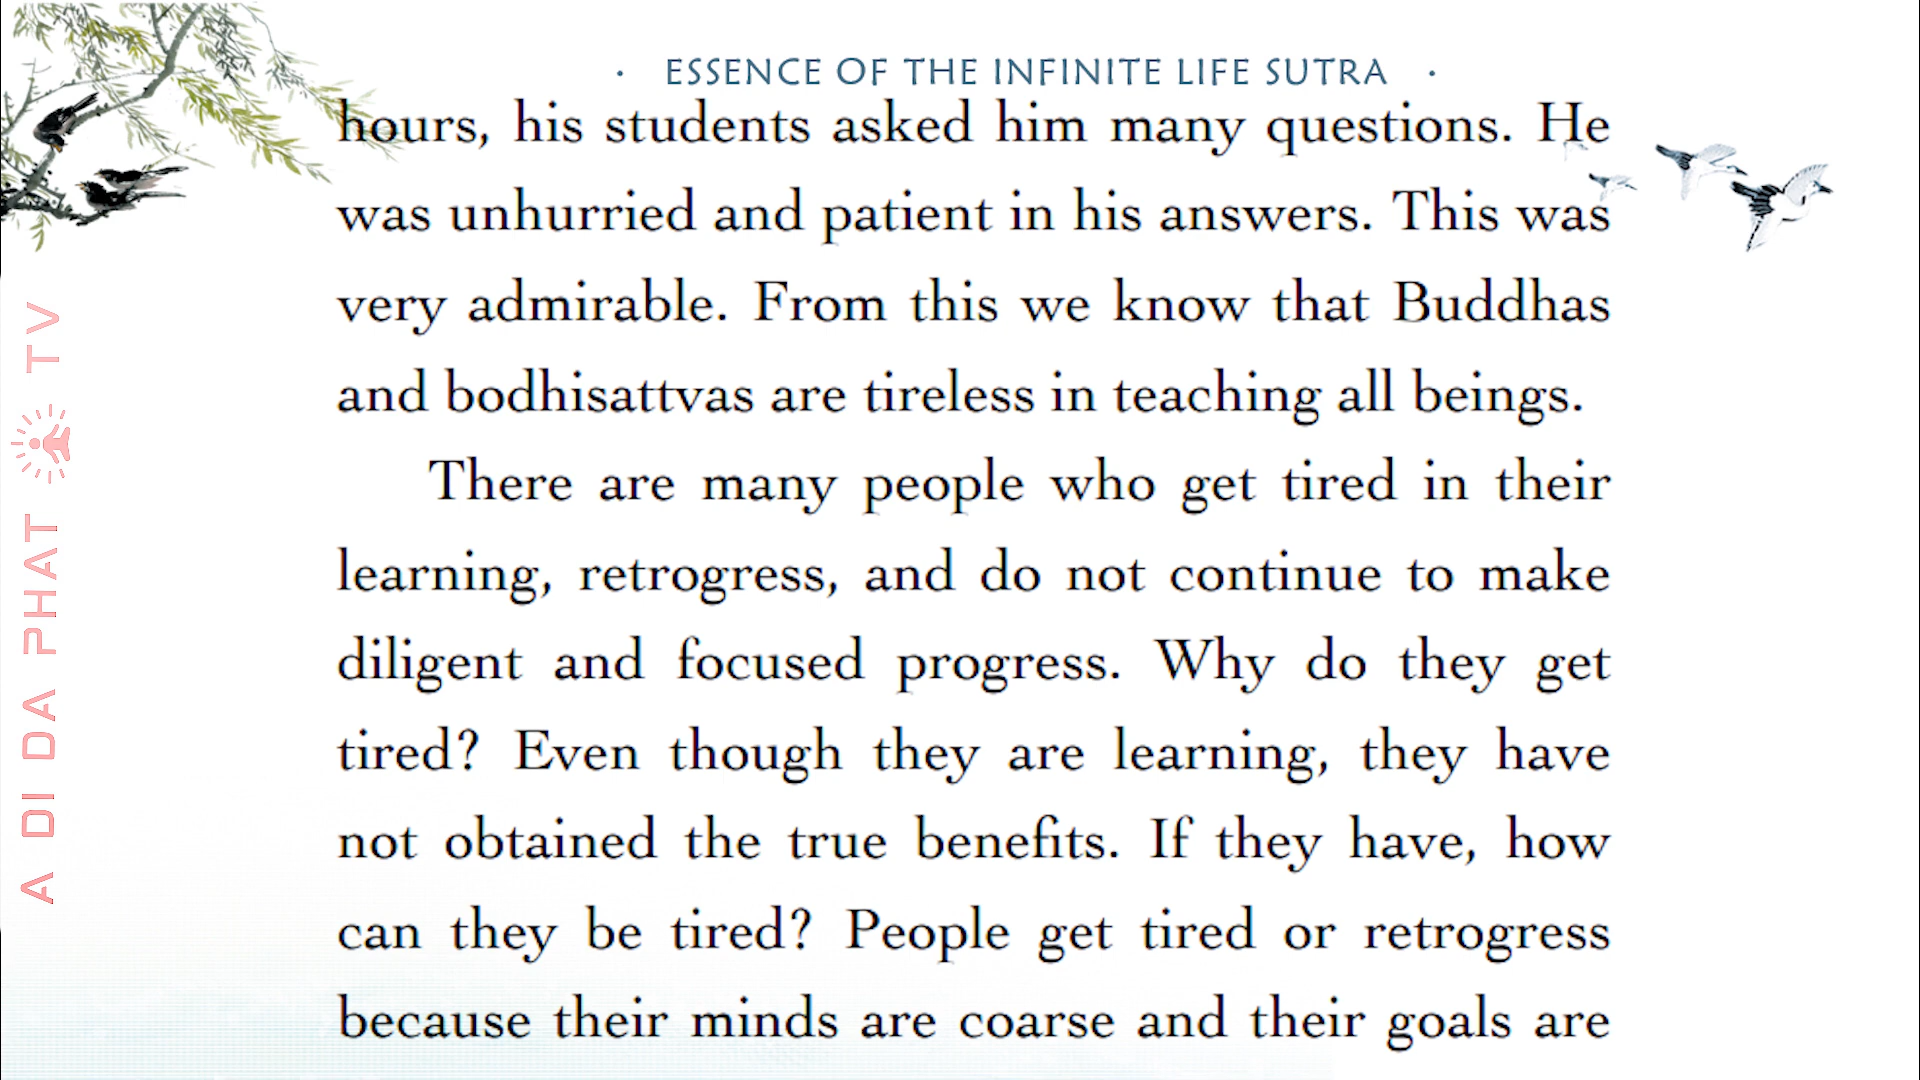 · ESSENCE OF THE INFINITE LIFE SUTRA ·
hours, his students asked him many questions. He
was unhurried and patient in his answers. This was
very admirable. From this we know that Buddhas
and bodhisattvas are tireless in teaching all beings.
There are many people who get tired in their
learning, retrogress, and do not continue to make
diligent and focused progress. Why do they get
tired? Even though they are learning, they have
not obtained the true benefits. If they have, how
can they be tired? People get tired or retrogress
because their minds are coarse and their goals are
A DI DA PHAT TV